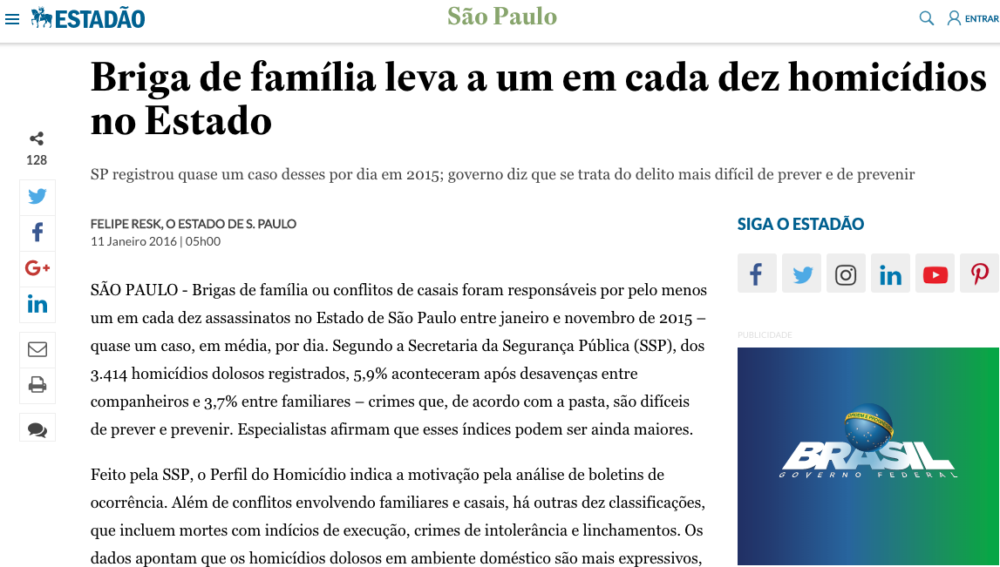 ESTADÃO
São Paulo
ENTRAR
Briga de família leva a um em cada dez homicídios
no Estado
128
SP registrou quase um caso desses por dia em 2015; governo diz que se trata do delito mais difícil de prever e de prevenir
FELIPE RESK, O ESTADO DE S. PAULO
11 Janeiro 2016 | 05h00
SÃO PAULO - Brigas de família ou conflitos de casais foram responsáveis por pelo menos
um em cada dez assassinatos no Estado de São Paulo entre janeiro e novembro de 2015 –
quase um caso, em média, por dia. Segundo a Secretaria da Segurança Pública (SSP), dos
3.414 homicídios dolosos registrados, 5,9% aconteceram após desavenças entre
companheiros e 3,7% entre familiares – crimes que, de acordo com a pasta, são difíceis
de prever e prevenir. Especialistas afirmam que esses índices podem ser ainda maiores.
Feito pela SSP, o Perfil do Homicídio indica a motivação pela análise de boletins de
ocorrência. Além de conflitos envolvendo familiares e casais, há outras dez classificações,
que incluem mortes com indícios de execução, crimes de intolerância e linchamentos. Os
dados apontam que os homicídios dolosos em ambiente doméstico são mais expressivos,
SIGA O ESTADÃO
PUBLICIDADE
ORDEM E PROGRESSO
BRASIL
GOVERNO FEDERAL